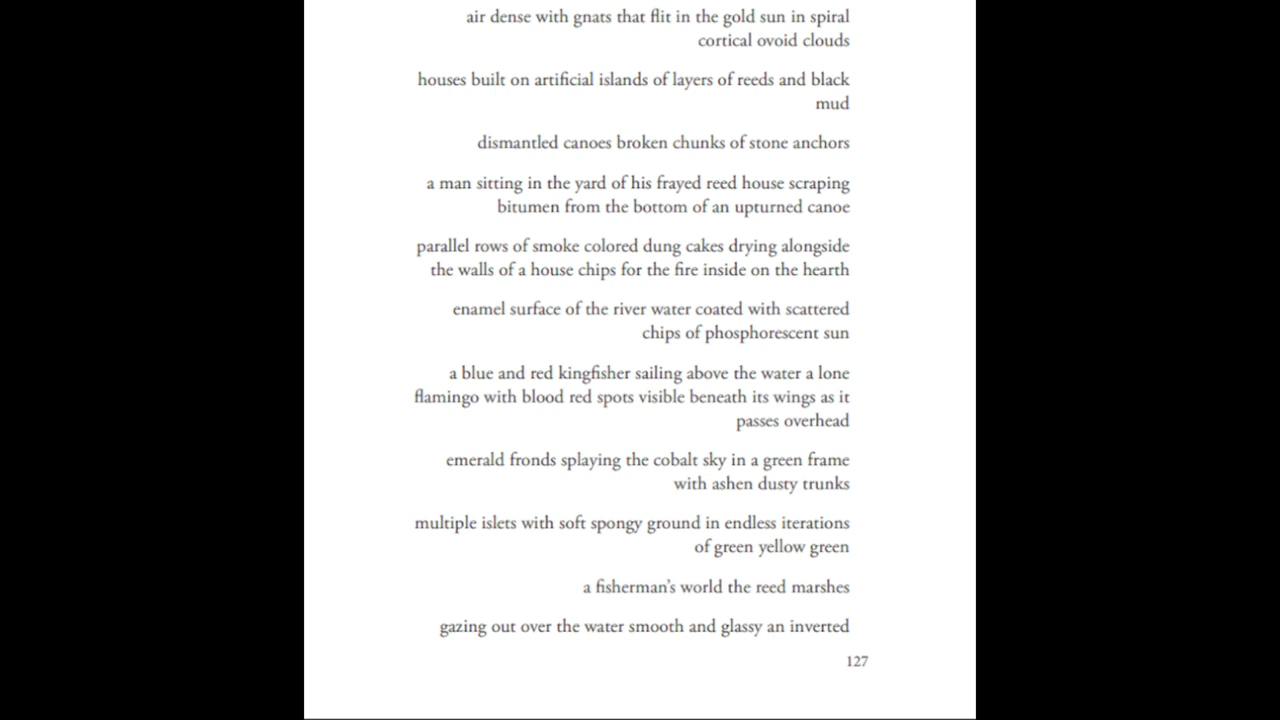 air dense with gnats that flit in the gold sun in spiral
cortical ovoid clouds
houses built on artificial islands of layers of reeds and black
mud
dismantled canoes broken chunks of stone anchors
a man sitting in the yard of his frayed reed house scraping
bitumen from the bottom of an upturned canoe
parallel rows of smoke colored dung cakes drying alongside
the walls of a house chips for the fire inside on the hearth
enamel surface of the river water coated with scattered
chips of phosphorescent sun
a blue and red kingfisher sailing above the water a lone
flamingo with blood red spots visible beneath its wings as it
passes overhead
emerald fronds splaying the cobalt sky in a green frame
with ashen dusty trunks
multiple islets with soft spongy ground in endless iterations
of green yellow green
a fisherman's world the reed marshes
gazing out over the water smooth and glassy an inverted
127